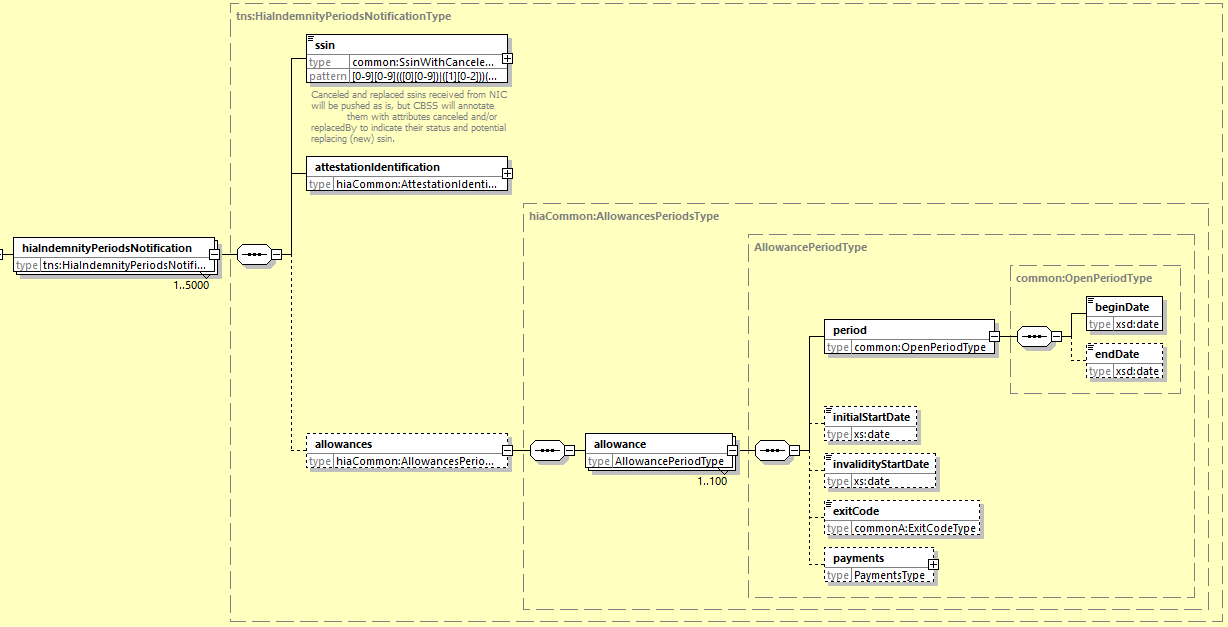 tns:HiaIndemnityPeriodsNotificationType
ssin
type common:SsinWithCancele...
pattern [0-9][0-9](([0][0-9])|([1][0-2]))(...
Canceled and replaced ssins received from NIC
will be pushed as is, but CBSS will annotate
them with attributes canceled and/or
replacedBy to indicate their status and potential
replacing (new) ssin.
attestationIdentification
type hiaCommon:AttestationIdenti...
hiaCommon:AllowancesPeriodsType
AllowancePeriodType
hiaIndemnityPeriodsNotification
type tns:HiaIndemnityPeriodsNotifi...
1..5000
common:OpenPeriodType
beginDate
type xsd:date
period
type common:OpenPeriodType
endDate
type xsd:date
initialStartDate
type xs:date
allowances
type hiaCommon:AllowancesPerio...
allowance
type AllowancePeriodType
1..100
invalidityStartDate
type xs:date
exitCode
type commonA:ExitCodeType
payments
type PaymentsType